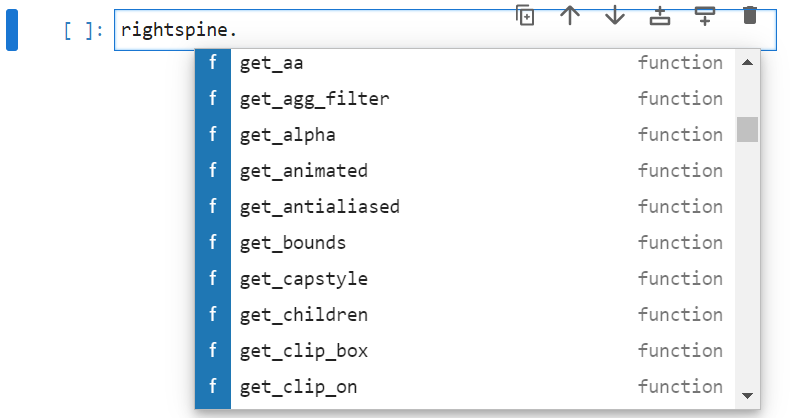 [ ]: rightspine.
f get_aa function
f get_agg_filter function
f get_alpha function
f get_animated function
f get_antialiased function
f get_bounds function
f get_capstyle function
f get_children function
f get_clip_box function
f get_clip_on function